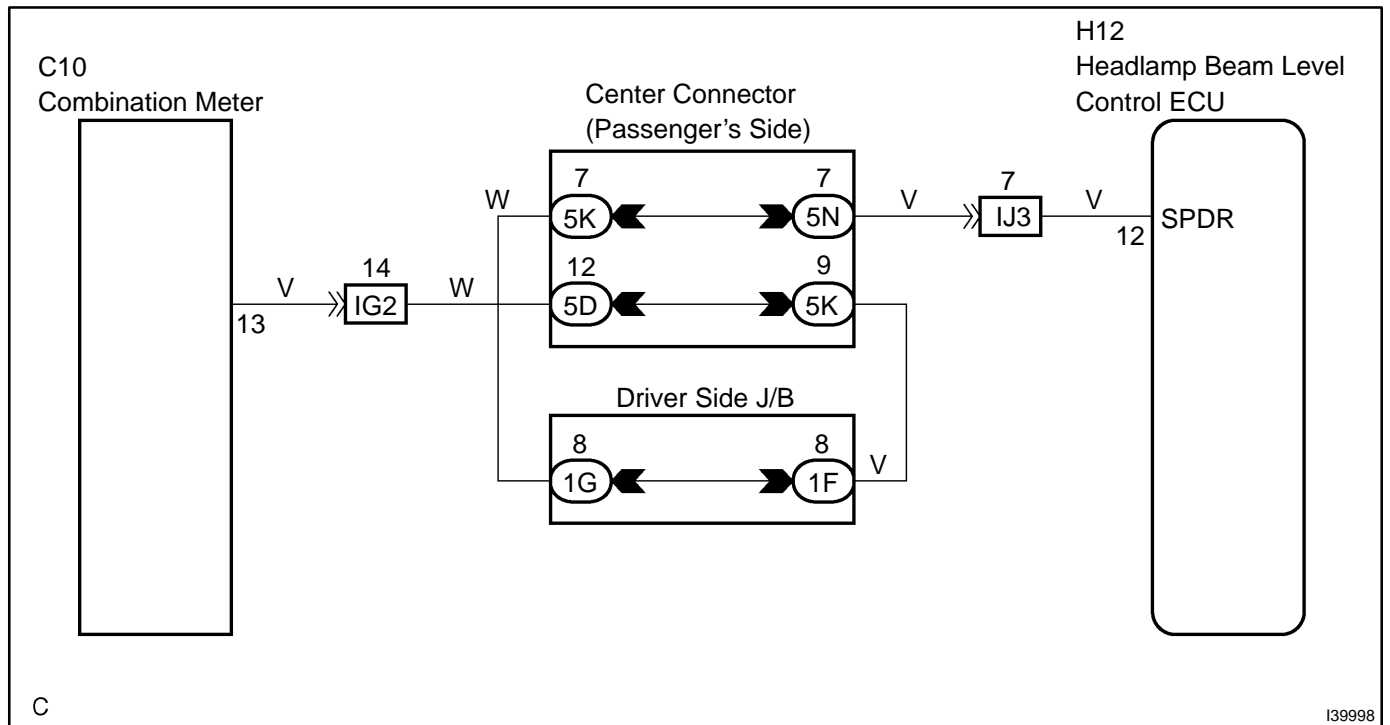 C10
Combination Meter
Center Connector
(Passenger's Side)
H12
Headlamp Beam Level
Control ECU
7
7
7
W
5K
5N
V
IJ3
V
12
SPDR
14
12
9
V
IG2
W
5D
5K
13
Driver Side J/B
8
8
V
1G
1F
C
I39998